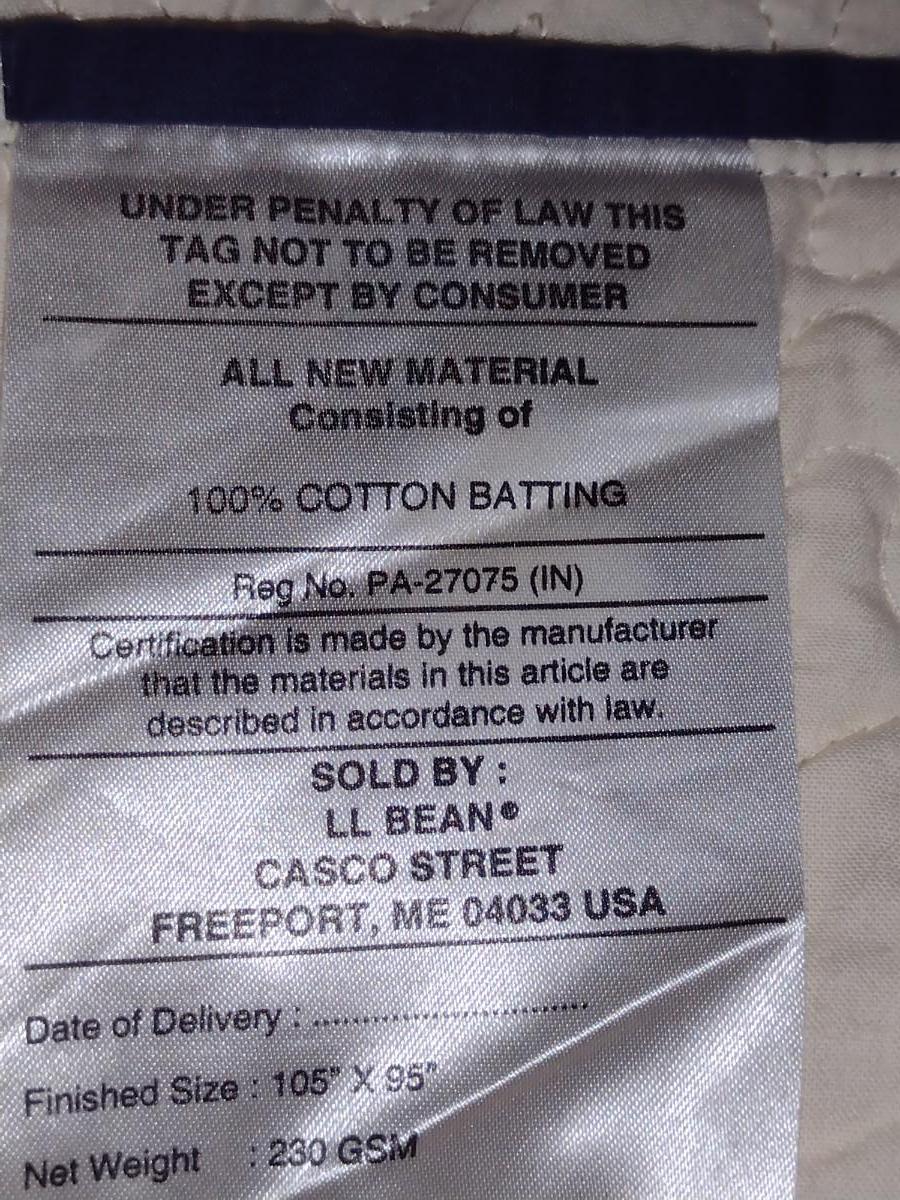 UNDER PENALTY OF LAW THIS
TAG NOT TO BE REMOVED
EXCEPT BY CONSUMER
ALL NEW MATERIAL
Consisting of
100% COTTON BATTING
Reg No. PA-27075 (IN)
Certification is made by the manufacturer
that the materials in this article are
described in accordance with law.
SOLD BY :
LL BEAN®
CASCO STREET
FREEPORT, ME 04033 USA
Date of Delivery : ................................
Finished Size : 105" X 95"
Net Weight : 230 GSM